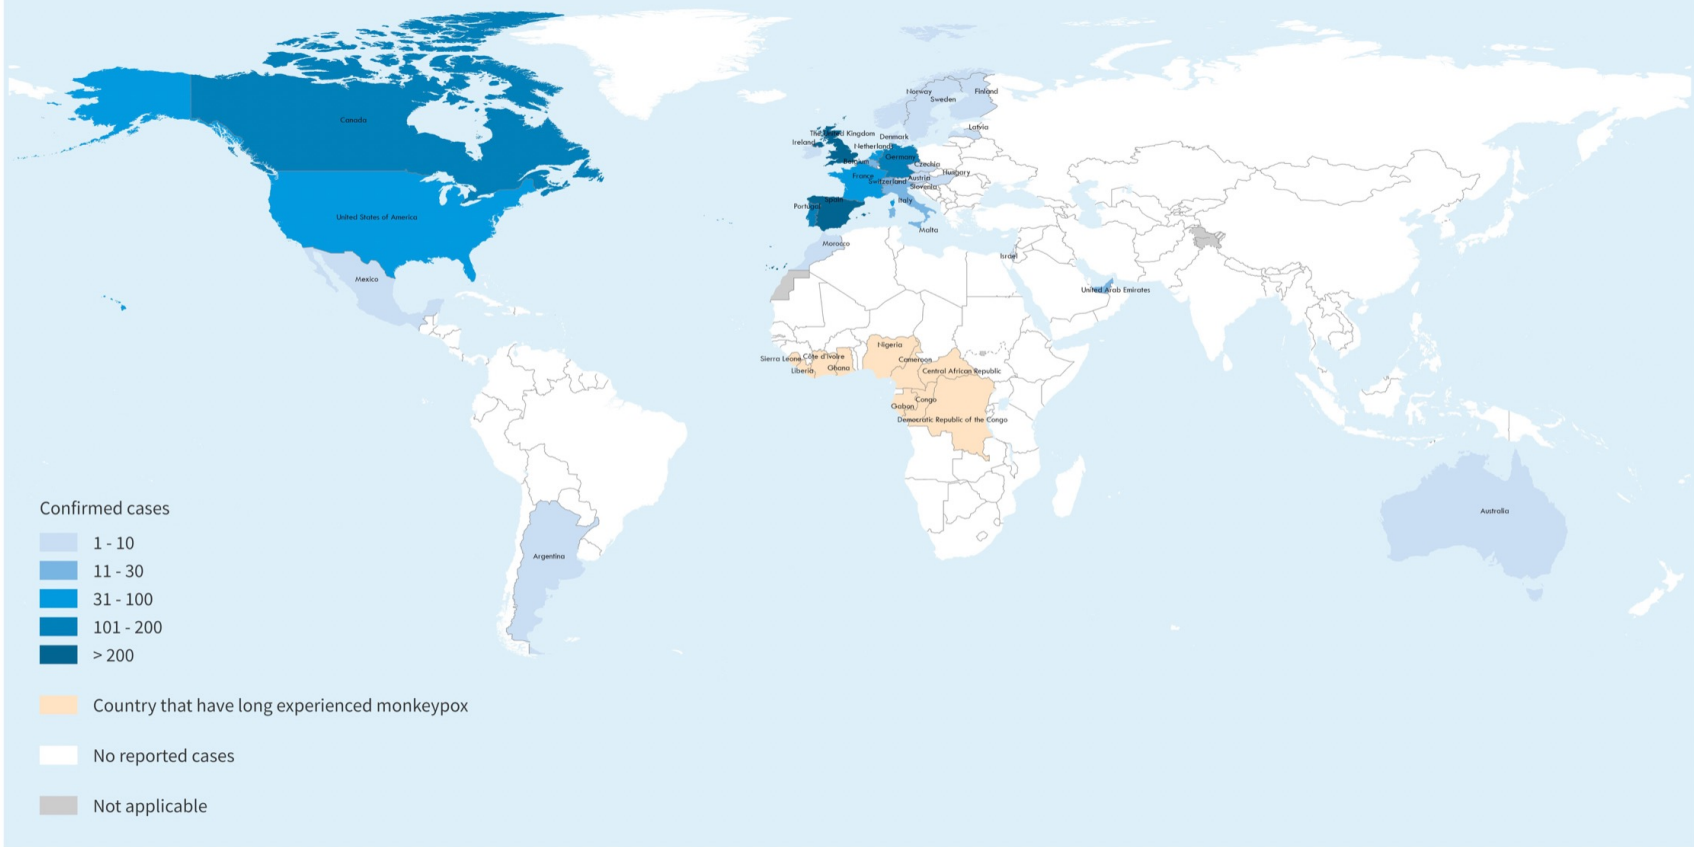 Canada
United States of America
Mexico
Argentina
Norway
Sweden
Finland
Latvia
The United Kingdom
Denmark
Ireland
Netherlands
Germany
Belgium
Czechia
France
Hungary
Switzerland
Austria
Slovenia
Spain
Italy
Portugal
Malta
Morocco
Israel
United Arab Emirates
Nigeria
Sierra Leone
Côte d'Ivoire
Cameroon
Liberia
Ghana
Central African Republic
Gabon
Congo
Democratic Republic of the Congo
Australia
Confirmed cases
1 - 10
11 - 30
31 - 100
101 - 200
> 200
Country that have long experienced monkeypox
No reported cases
Not applicable